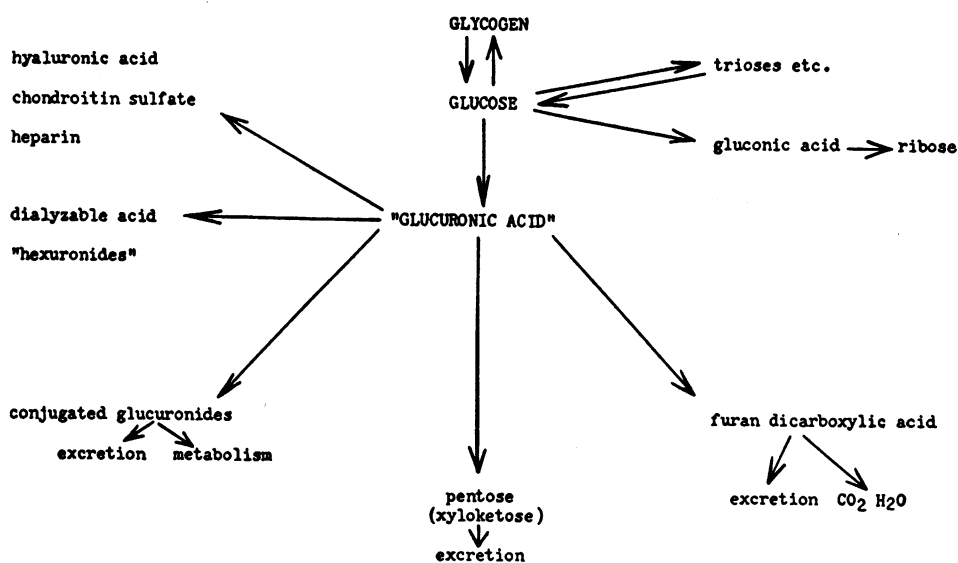 GLYCOGEN
hyaluronic acid
trioses etc.
chondroitin sulfate
GLUCOSE
heparin
gluconic acid
ribose
dialyzable acid
"GLUCURONIC ACID"
"hexuronides"
conjugated glucuronides
furan dicarboxylic acid
excretion metabolism
pentose
excretion CO2 H2O
(xyloketose)
excretion